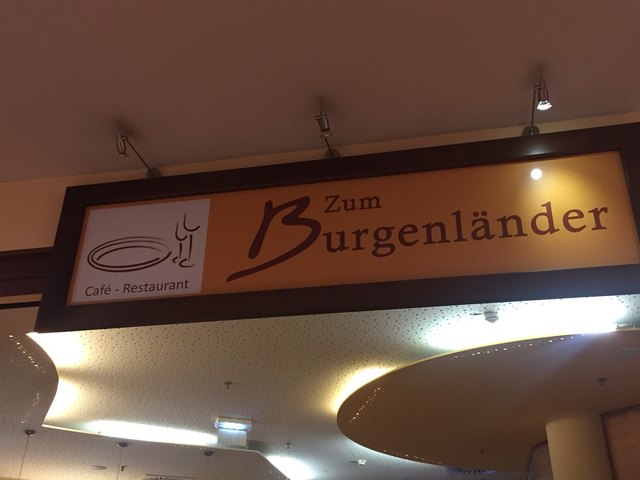 Zum
Burgenländer
Café - Restaurant